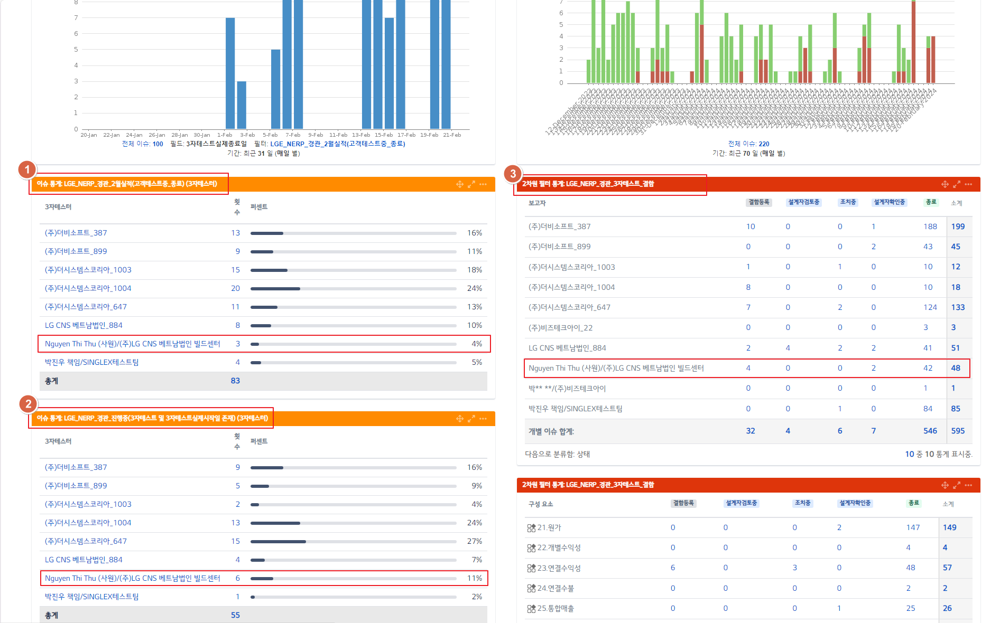 8
7
6
5
4
3
2
1
0
20-Jan 22-Jan 24-Jan 26-Jan 28-Jan 30-Jan 1-Feb 3-Feb 5-Feb 7-Feb 9-Feb 11-Feb 13-Feb 15-Feb 17-Feb 19-Feb 21-Feb
전체 이슈: 100 필드: 3자테스트실제종료일 필터: LGE_NERP_경관_2월실적(고객테스트중_종료)
기간: 최근 31 일 (매일 별)
7
6
5
4
3
2
1
0
12-December-2023
20-February-2024
전체 이슈: 220
기간: 최근 70 일 (매일 별)
1
이슈 통계: LGE_NERP_경관_2월실적(고객테스트중_종료) (3자테스터)
3자테스터 횟수 퍼센트
(주)더비소프트_387 13 16%
(주)더비소프트_899 9 11%
(주)더시스템스코리아_1003 15 18%
(주)더시스템스코리아_1004 20 24%
(주)더시스템스코리아_647 11 13%
LG CNS 베트남법인_884 8 10%
Nguyen Thi Thu (사원)/(주)LG CNS 베트남법인 빌드센터 3 4%
박진우 책임/SINGLEX테스트팀 4 5%
총계 83
2
이슈 통계: LGE_NERP_경관_진행중(3자테스트 및 3자테스트실제시작일 존재) (3자테스터)
3자테스터 횟수 퍼센트
(주)더비소프트_387 9 16%
(주)더비소프트_899 5 9%
(주)더시스템스코리아_1003 2 4%
(주)더시스템스코리아_1004 13 24%
(주)더시스템스코리아_647 15 27%
LG CNS 베트남법인_884 4 7%
Nguyen Thi Thu (사원)/(주)LG CNS 베트남법인 빌드센터 6 11%
박진우 책임/SINGLEX테스트팀 1 2%
총계 55
3
2차원 필터 통계: LGE_NERP_경관_3자테스트_결함
보고자 결함등록 설계자검토중 조치중 설계자확인중 종료 소계
(주)더비소프트_387 10 0 0 1 188 199
(주)더비소프트_899 0 0 0 2 43 45
(주)더시스템스코리아_1003 1 0 1 0 10 12
(주)더시스템스코리아_1004 8 0 0 0 10 18
(주)더시스템스코리아_647 7 0 2 0 124 133
(주)비즈테크아이_22 0 0 0 0 3 3
LG CNS 베트남법인_884 2 4 2 2 41 51
Nguyen Thi Thu (사원)/(주)LG CNS 베트남법인 빌드센터 4 0 0 2 42 48
박** **/(주)비즈테크아이 0 0 0 0 1 1
박진우 책임/SINGLEX테스트팀 0 0 1 0 84 85
개별 이슈 합계: 32 4 6 7 546 595
다음으로 분류함: 상태 10 중 10 통계 표시중.
2차원 필터 통계: LGE_NERP_경관_3자테스트_결함
구성 요소 결함등록 설계자검토중 조치중 설계자확인중 종료 소계
21.원가 0 0 0 2 147 149
22.개별수익성 0 0 0 0 4 4
23.연결수익성 6 0 3 0 48 57
24.연결수불 0 0 0 0 2 2
25.통합매출 0 0 0 1 25 26